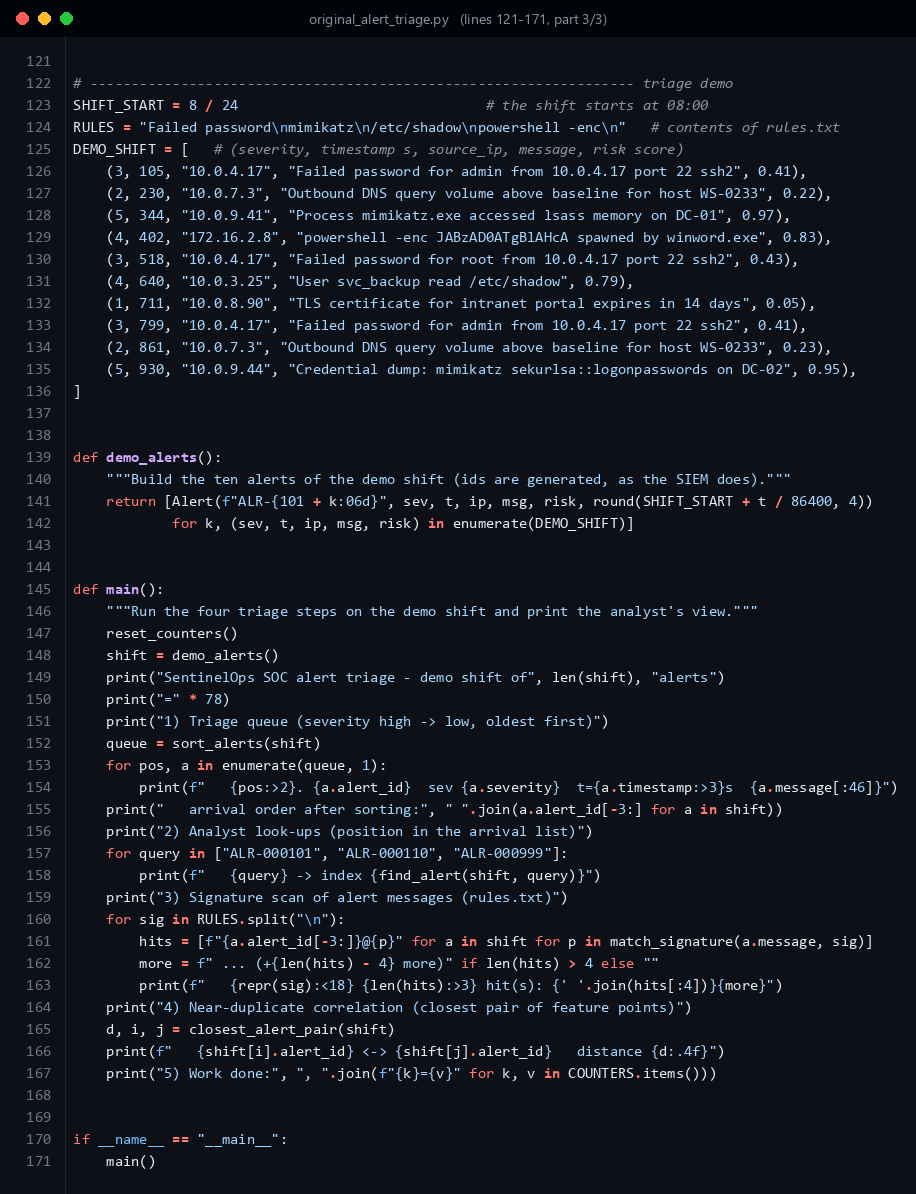 original_alert_triage.py   (lines 121-171, part 3/3)
121
122 # ------------------------------------------------------------------ triage demo
123 SHIFT_START = 8 / 24                              # the shift starts at 08:00
124 RULES = "Failed password\nmimikatz\n/etc/shadow\npowershell -enc\n"   # contents of rules.txt
125 DEMO_SHIFT = [   # (severity, timestamp s, source_ip, message, risk score)
126     (3, 105, "10.0.4.17", "Failed password for admin from 10.0.4.17 port 22 ssh2", 0.41),
127     (2, 230, "10.0.7.3", "Outbound DNS query volume above baseline for host WS-0233", 0.22),
128     (5, 344, "10.0.9.41", "Process mimikatz.exe accessed lsass memory on DC-01", 0.97),
129     (4, 402, "172.16.2.8", "powershell -enc JABzAD0ATgBlAHcA spawned by winword.exe", 0.83),
130     (3, 518, "10.0.4.17", "Failed password for root from 10.0.4.17 port 22 ssh2", 0.43),
131     (4, 640, "10.0.3.25", "User svc_backup read /etc/shadow", 0.79),
132     (1, 711, "10.0.8.90", "TLS certificate for intranet portal expires in 14 days", 0.05),
133     (3, 799, "10.0.4.17", "Failed password for admin from 10.0.4.17 port 22 ssh2", 0.41),
134     (2, 861, "10.0.7.3", "Outbound DNS query volume above baseline for host WS-0233", 0.23),
135     (5, 930, "10.0.9.44", "Credential dump: mimikatz sekurlsa::logonpasswords on DC-02", 0.95),
136 ]
137
138
139 def demo_alerts():
140     """Build the ten alerts of the demo shift (ids are generated, as the SIEM does)."""
141     return [Alert(f"ALR-{101 + k:06d}", sev, t, ip, msg, risk, round(SHIFT_START + t / 86400, 4))
142             for k, (sev, t, ip, msg, risk) in enumerate(DEMO_SHIFT)]
143
144
145 def main():
146     """Run the four triage steps on the demo shift and print the analyst's view."""
147     reset_counters()
148     shift = demo_alerts()
149     print("SentinelOps SOC alert triage - demo shift of", len(shift), "alerts")
150     print("=" * 78)
151     print("1) Triage queue (severity high -> low, oldest first)")
152     queue = sort_alerts(shift)
153     for pos, a in enumerate(queue, 1):
154         print(f"   {pos:>2}. {a.alert_id}  sev {a.severity}  t={a.timestamp:>3}s  {a.message[:46]}")
155     print("   arrival order after sorting:", " ".join(a.alert_id[-3:] for a in shift))
156     print("2) Analyst look-ups (position in the arrival list)")
157     for query in ["ALR-000101", "ALR-000110", "ALR-000999"]:
158         print(f"   {query} -> index {find_alert(shift, query)}")
159     print("3) Signature scan of alert messages (rules.txt)")
160     for sig in RULES.split("\n"):
161         hits = [f"{a.alert_id[-3:]}@{p}" for a in shift for p in match_signature(a.message, sig)]
162         more = f" ... (+{len(hits) - 4} more)" if len(hits) > 4 else ""
163         print(f"   {repr(sig):<18} {len(hits):>3} hit(s): {' '.join(hits[:4])}{more}")
164     print("4) Near-duplicate correlation (closest pair of feature points)")
165     d, i, j = closest_alert_pair(shift)
166     print(f"   {shift[i].alert_id} <-> {shift[j].alert_id}   distance {d:.4f}")
167     print("5) Work done:", ", ".join(f"{k}={v}" for k, v in COUNTERS.items()))
168
169
170 if __name__ == "__main__":
171     main()